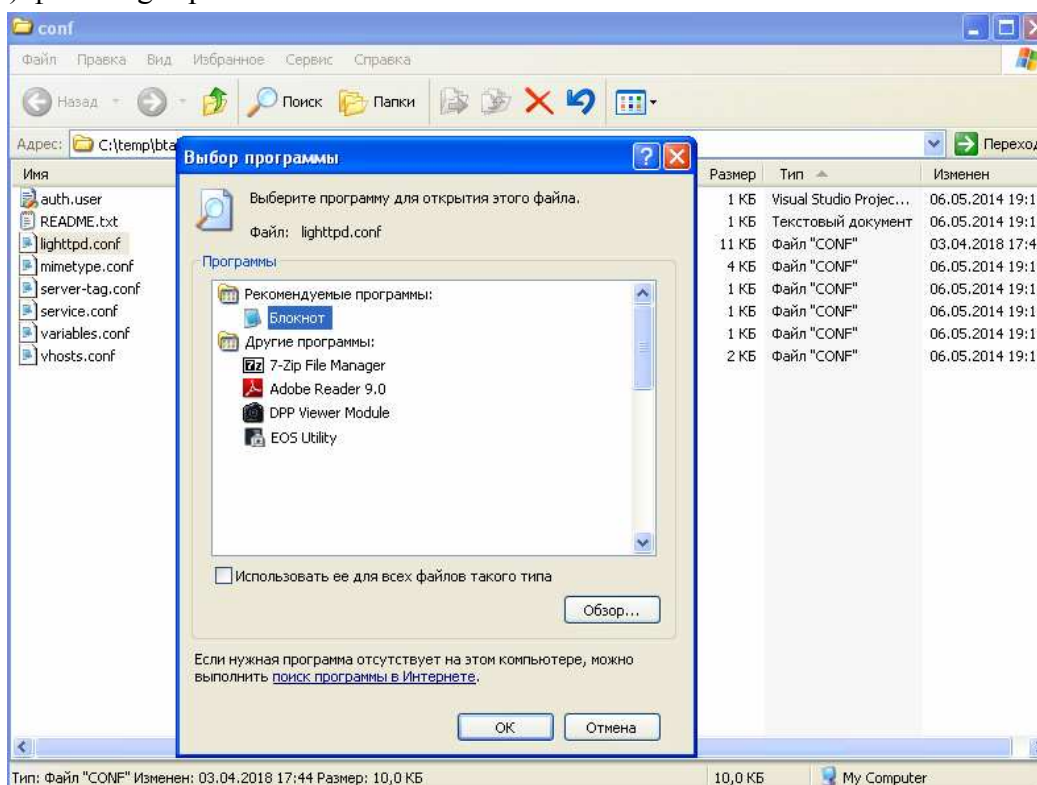 conf
Файл Правка Вид Избранное Сервис Справка
Назад Поиск Папки
Адрес: C:\temp\bta Переход
Выбор программы
Имя Размер Тип Изменен
auth.user 1 КБ Visual Studio Projec... 06.05.2014 19:1
README.txt 1 КБ Текстовый документ 06.05.2014 19:1
lighttpd.conf 11 КБ Файл "CONF" 03.04.2018 17:4
mimetype.conf 4 КБ Файл "CONF" 06.05.2014 19:1
server-tag.conf 1 КБ Файл "CONF" 06.05.2014 19:1
service.conf 1 КБ Файл "CONF" 06.05.2014 19:1
variables.conf 1 КБ Файл "CONF" 06.05.2014 19:1
vhosts.conf 2 КБ Файл "CONF" 06.05.2014 19:1
Выберите программу для открытия этого файла.
Файл: lighttpd.conf
Программы
Рекомендуемые программы:
Блокнот
Другие программы:
7-Zip File Manager
Adobe Reader 9.0
DPP Viewer Module
EOS Utility
Использовать ее для всех файлов такого типа
Обзор...
Если нужная программа отсутствует на этом компьютере, можно
выполнить поиск программы в Интернете.
ОК Отмена
Тип: Файл "CONF" Изменен: 03.04.2018 17:44 Размер: 10,0 КБ 10,0 КБ My Computer